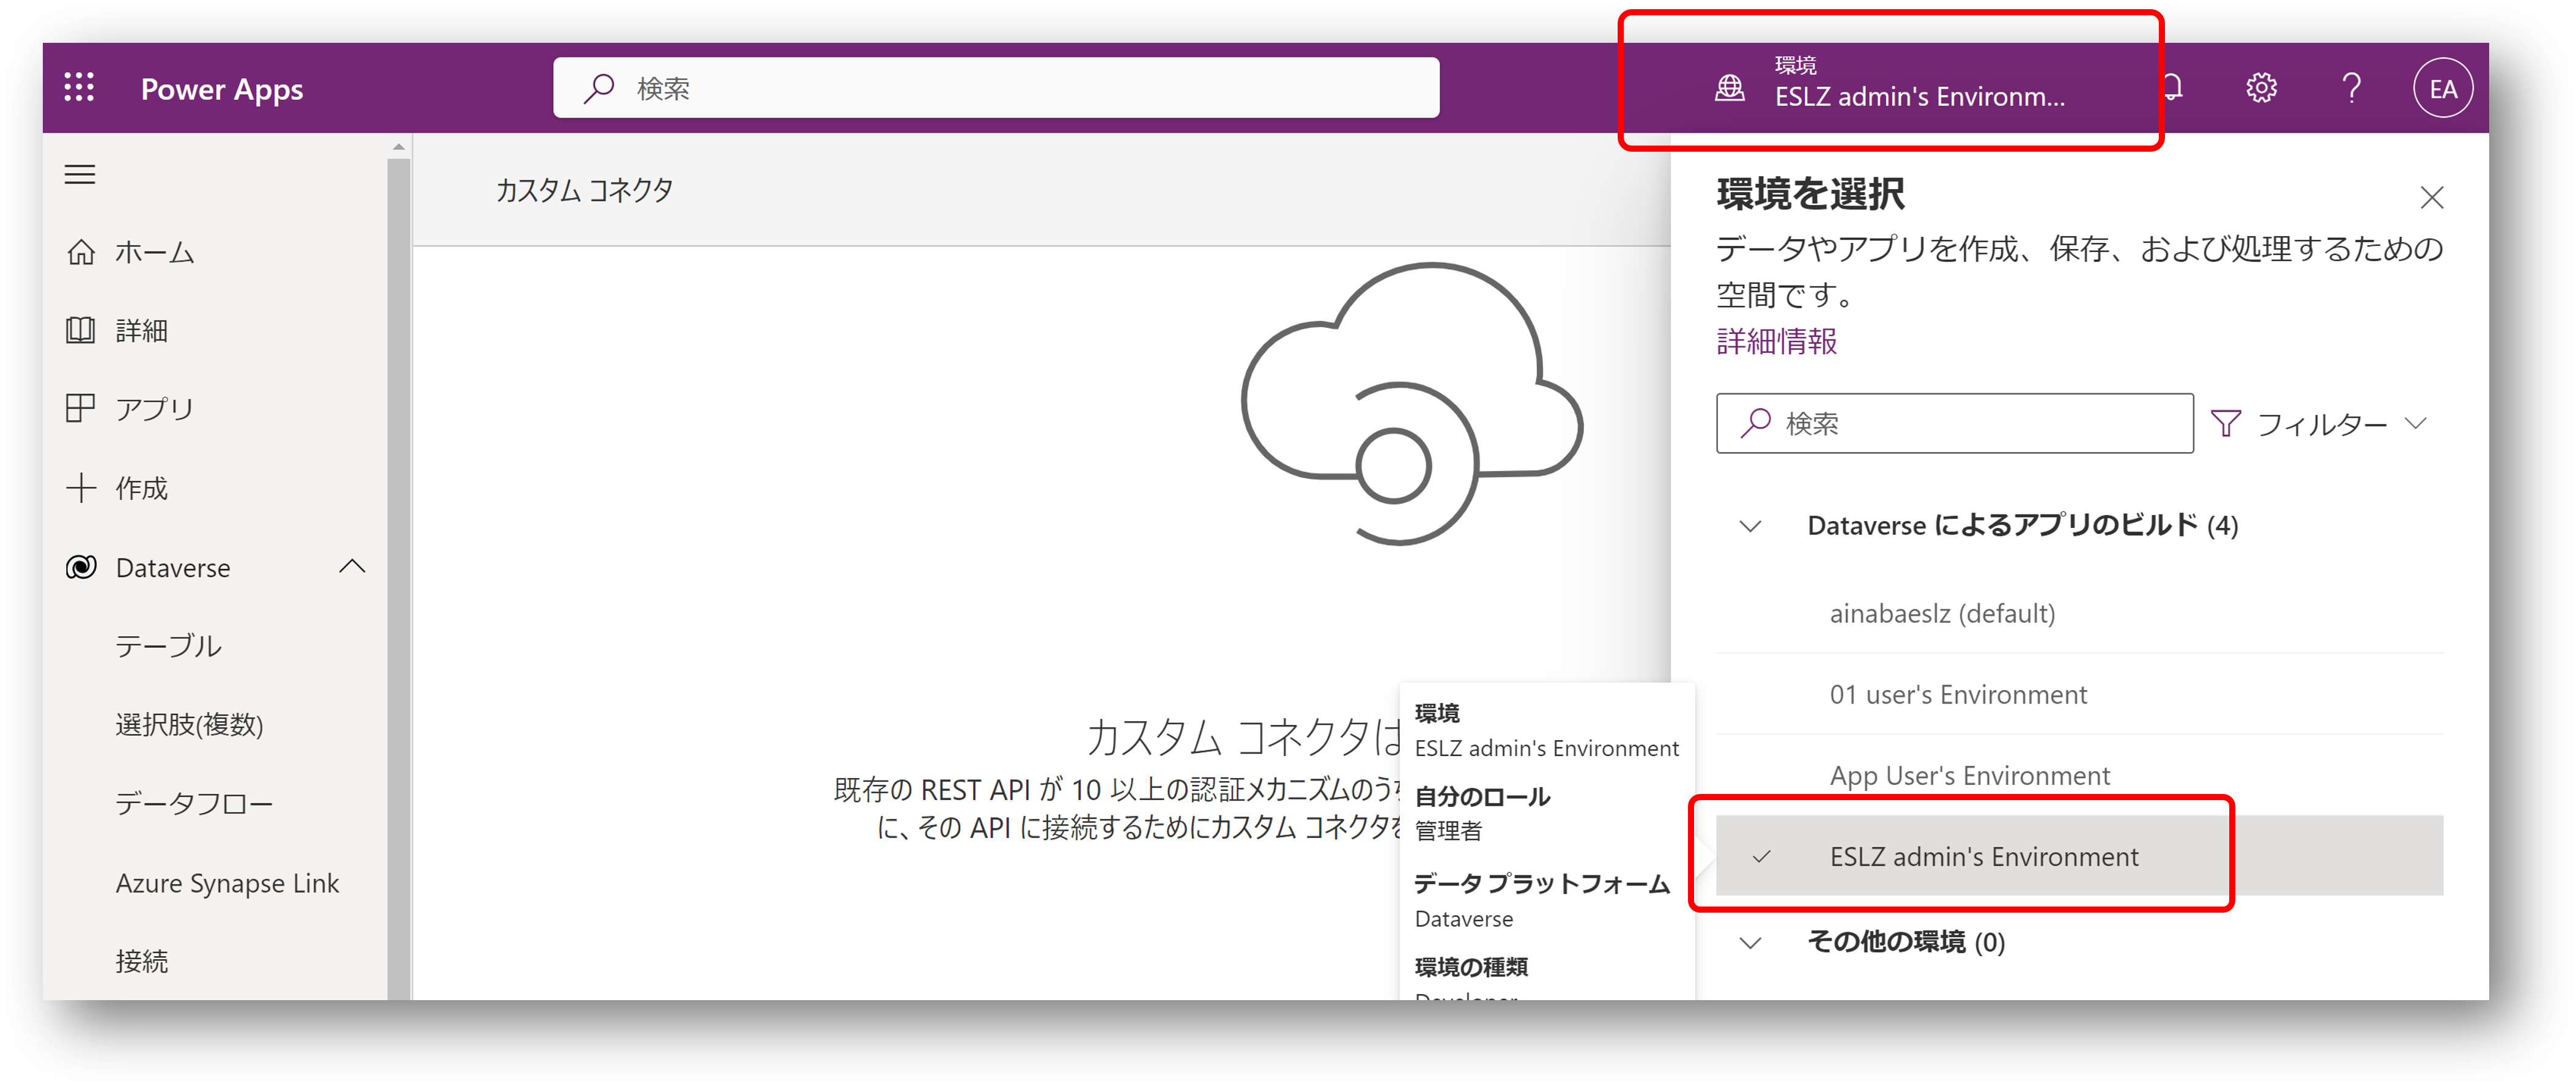 Power Apps
検索
環境
ESLZ admin's Environm...
EA
ホーム
詳細
アプリ
作成
Dataverse
テーブル
選択肢(複数)
データフロー
Azure Synapse Link
接続
カスタム コネクタ
カスタム コネクタは
既存の REST API が 10 以上の認証メカニズムのうち
に、その API に接続するためにカスタム コネクタを
環境
ESLZ admin's Environment
自分のロール
管理者
データ プラットフォーム
Dataverse
環境の種類
Developer
環境を選択
データやアプリを作成、保存、および処理するための
空間です。
詳細情報
検索
フィルター
Dataverse によるアプリのビルド (4)
ainabaeslz (default)
01 user's Environment
App User's Environment
ESLZ admin's Environment
その他の環境 (0)